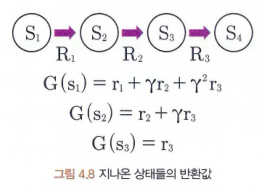 S₁ S₂ S₃ S₄
R₁ R₂ R₃
G(s₁) = r₁ + γr₂ + γ²r₃
G(s₂) = r₂ + γr₃
G(s₃) = r₃
그림 4.8 지나온 상태들의 반환값